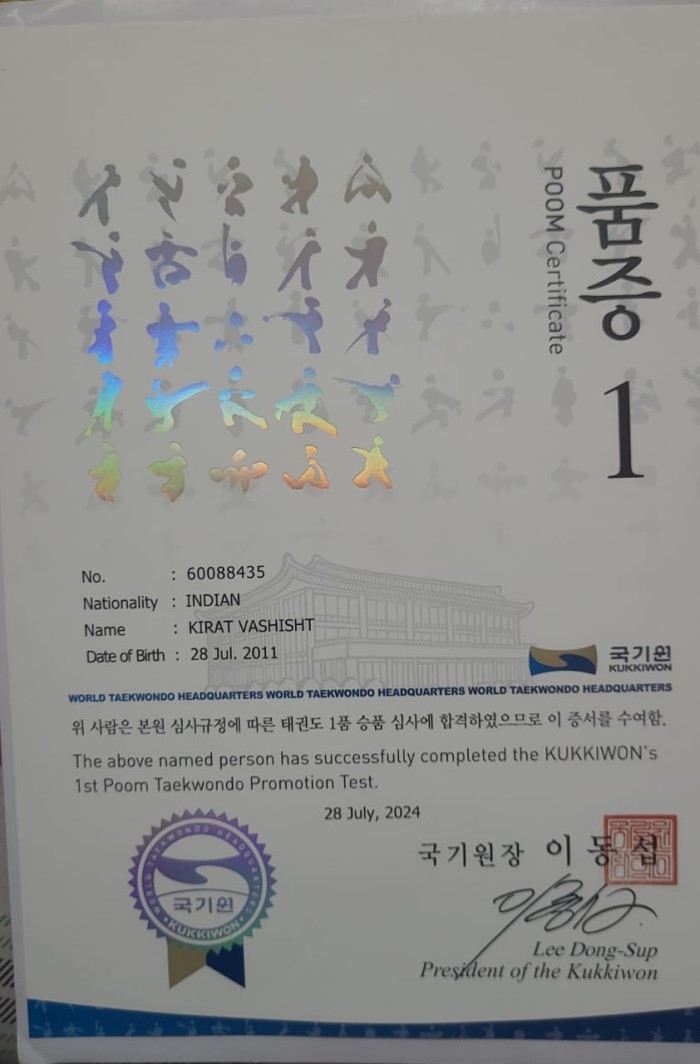 품증
POOM Certificate
1
No. : 60088435
Nationality : INDIAN
Name : KIRAT VASHISHT
Date of Birth : 28 Jul. 2011
국기원
KUKKIWON
WORLD TAEKWONDO HEADQUARTERS WORLD TAEKWONDO HEADQUARTERS WORLD TAEKWONDO HEADQUARTERS
위 사람은 본원 심사규정에 따른 태권도 1품 승품 심사에 합격하였으므로 이 증서를 수여함.
The above named person has successfully completed the KUKKIWON's
1st Poom Taekwondo Promotion Test.
28 July, 2024
WORLD TAEKWONDO HEADQUARTERS
국기원
KUKKIWON
국기원장 이동섭
Lee Dong-Sup
President of the Kukkiwon